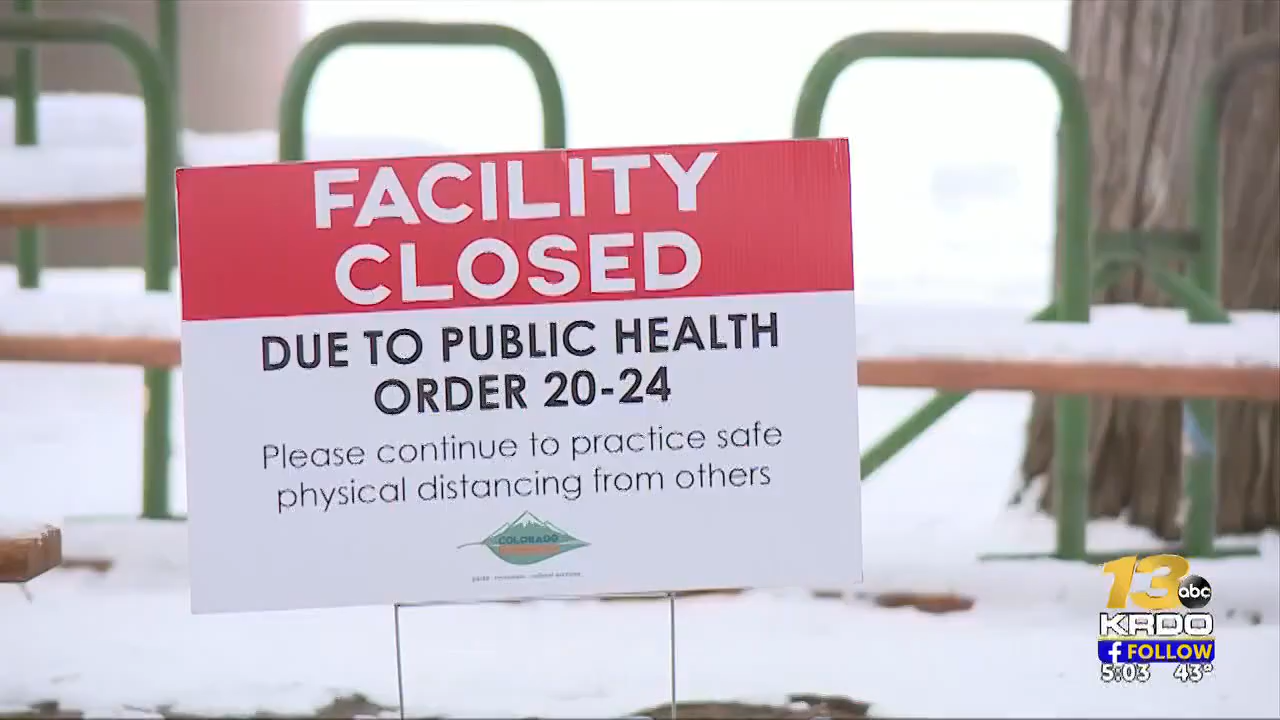 FACILITY
CLOSED
DUE TO PUBLIC HEALTH
ORDER 20-24
Please continue to practice safe
physical distancing from others
COLORADO
13 abc
KRDO
f FOLLOW
5:03 43°